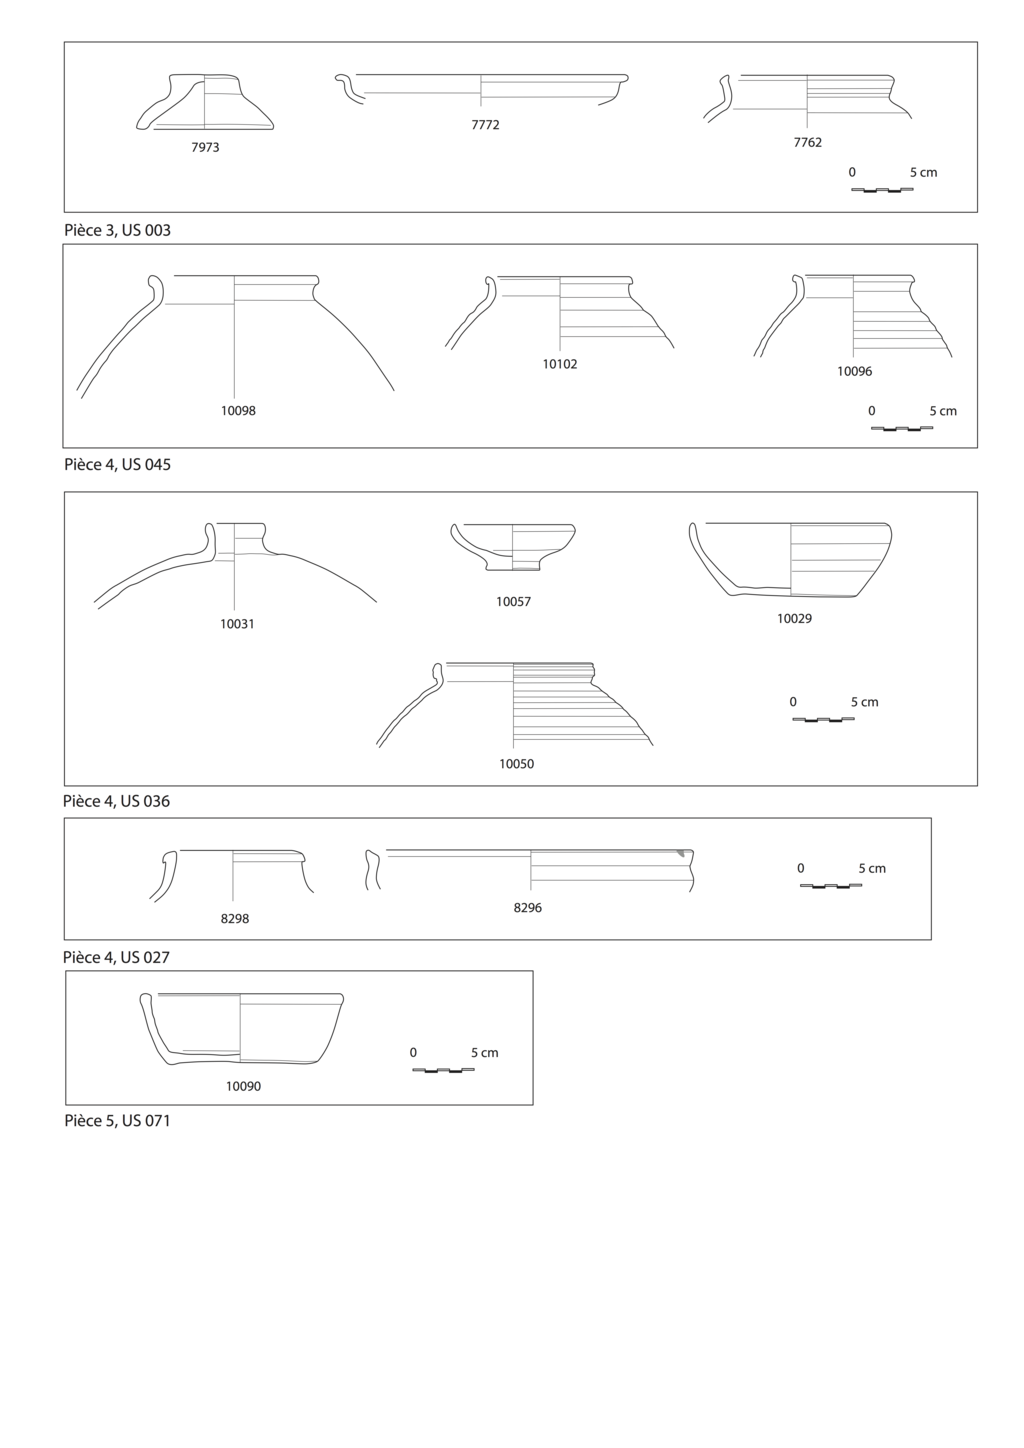 7973
7772
7762
0 5 cm
Pièce 3, US 003
10098
10102
10096
0 5 cm
Pièce 4, US 045
10031
10057
10029
10050
0 5 cm
Pièce 4, US 036
8298
8296
0 5 cm
Pièce 4, US 027
10090
0 5 cm
Pièce 5, US 071